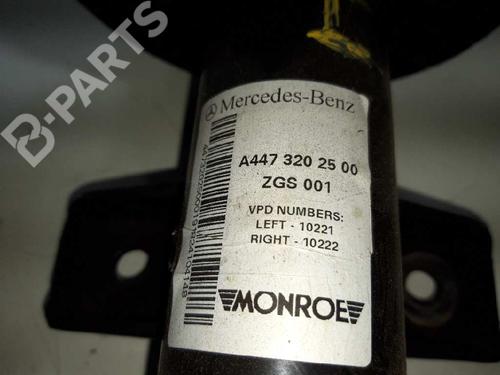 B-PARTS
Mercedes-Benz
A447 320 25 00
ZGS 001
VPD NUMBERS:
LEFT - 10221
RIGHT - 10222
MONROE